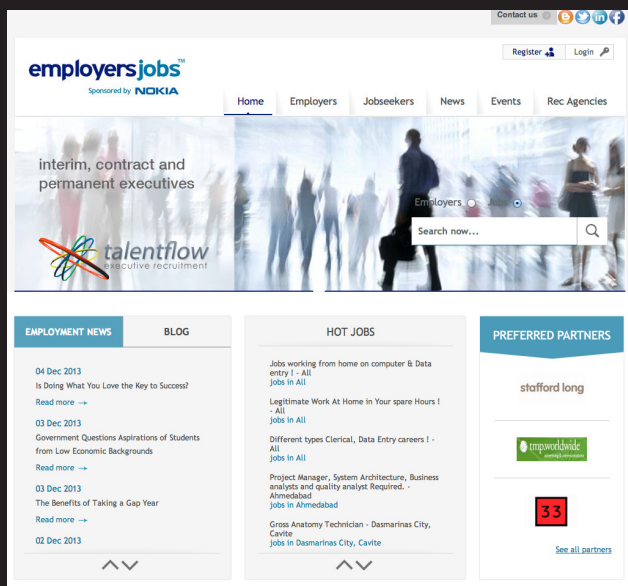 Contact us
Register
Login
employersjobs™
Sponsored by NOKIA
Home
Employers
Jobseekers
News
Events
Rec Agencies
interim, contract and
permanent executives
talentflow
executive recruitment
Employers
Jobs
Search now...
EMPLOYMENT NEWS
BLOG
04 Dec 2013
Is Doing What You Love the Key to Success?
Read more →
03 Dec 2013
Government Questions Aspirations of Students
from Low Economic Backgrounds
Read more →
03 Dec 2013
The Benefits of Taking a Gap Year
Read more →
02 Dec 2013
HOT JOBS
Jobs working from home on computer & Data
entry ! - All
jobs in All
Legitimate Work At Home in Your spare Hours !
- All
jobs in All
Different types Clerical, Data Entry careers ! -
All
jobs in All
Project Manager, System Architecture, Business
analysts and quality analyst Required. -
Ahmedabad
jobs in Ahmedabad
Gross Anatomy Technician - Dasmarinas City,
Cavite
jobs in Dasmarinas City, Cavite
PREFERRED PARTNERS
stafford long
tmp.worldwide
33
See all partners